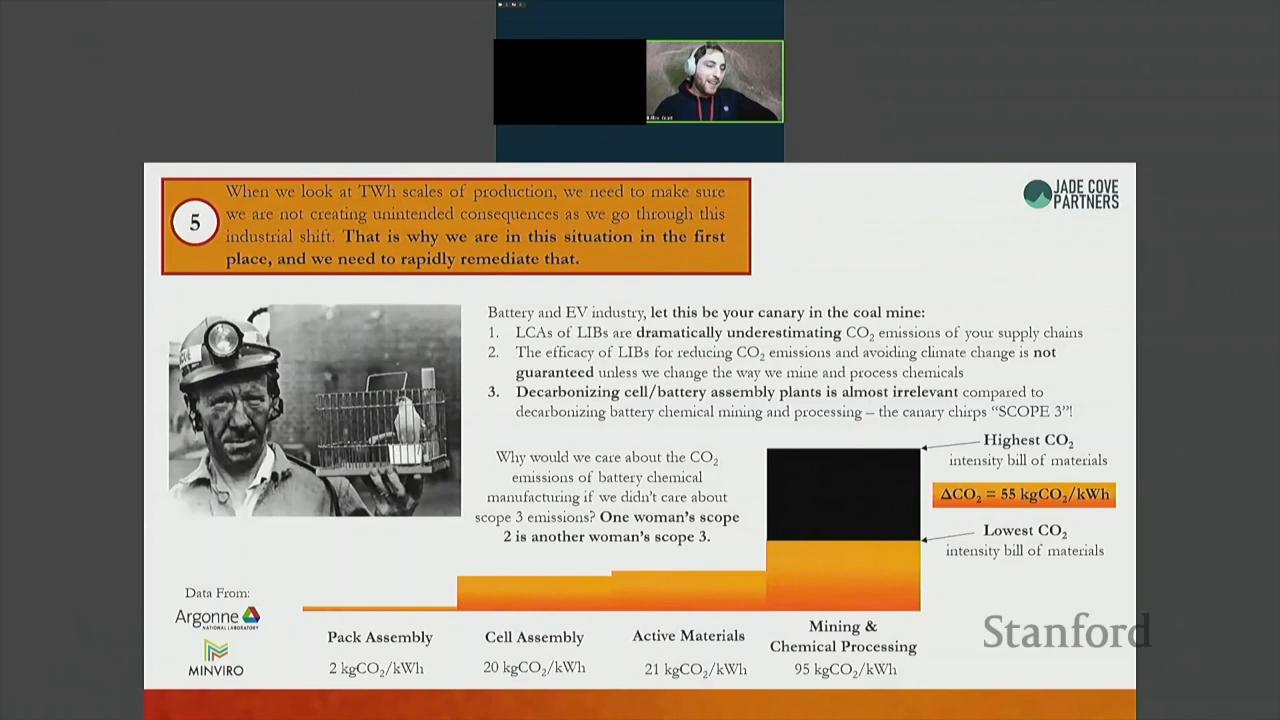 When we look at TWh scales of production, we need to make sure
we are not creating unintended consequences as we go through this
industrial shift. That is why we are in this situation in the first
place, and we need to rapidly remediate that.
5
JADE COVE
PARTNERS
Battery and EV industry, let this be your canary in the coal mine:
1. LCAs of LIBs are dramatically underestimating CO₂ emissions of your supply chains
2. The efficacy of LIBs for reducing CO₂ emissions and avoiding climate change is not
guaranteed unless we change the way we mine and process chemicals
3. Decarbonizing cell/battery assembly plants is almost irrelevant compared to
decarbonizing battery chemical mining and processing – the canary chirps “SCOPE 3”!
Why would we care about the CO₂
emissions of battery chemical
manufacturing if we didn’t care about
scope 3 emissions? One woman’s scope
2 is another woman’s scope 3.
Highest CO₂
intensity bill of materials
ΔCO₂ = 55 kgCO₂/kWh
Lowest CO₂
intensity bill of materials
Data From:
Argonne
NATIONAL LABORATORY
MINVIRO
Pack Assembly
2 kgCO₂/kWh
Cell Assembly
20 kgCO₂/kWh
Active Materials
21 kgCO₂/kWh
Mining &
Chemical Processing
95 kgCO₂/kWh
Stanford